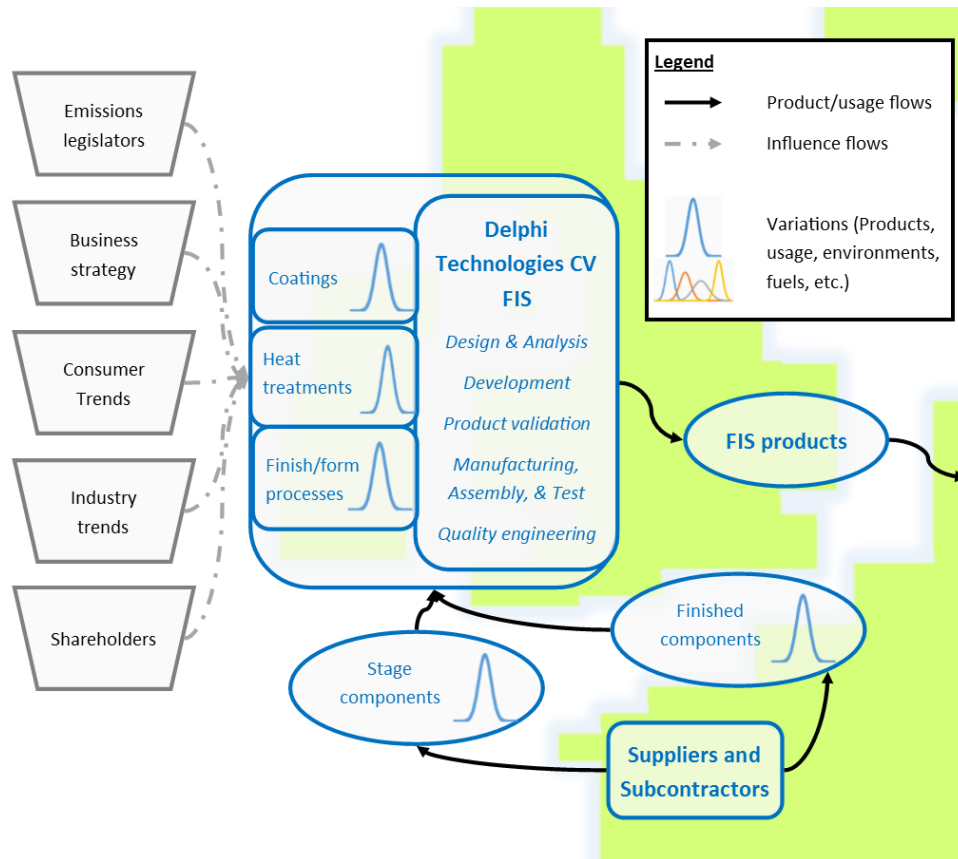 Emissions
legislators
Business
strategy
Consumer
Trends
Industry
trends
Shareholders
Coatings
Heat
treatments
Finish/form
processes
Delphi
Technologies CV
FIS
Design & Analysis
Development
Product validation
Manufacturing,
Assembly, & Test
Quality engineering
Legend
Product/usage flows
Influence flows
Variations (Products,
usage, environments,
fuels, etc.)
FIS products
Finished
components
Stage
components
Suppliers and
Subcontractors